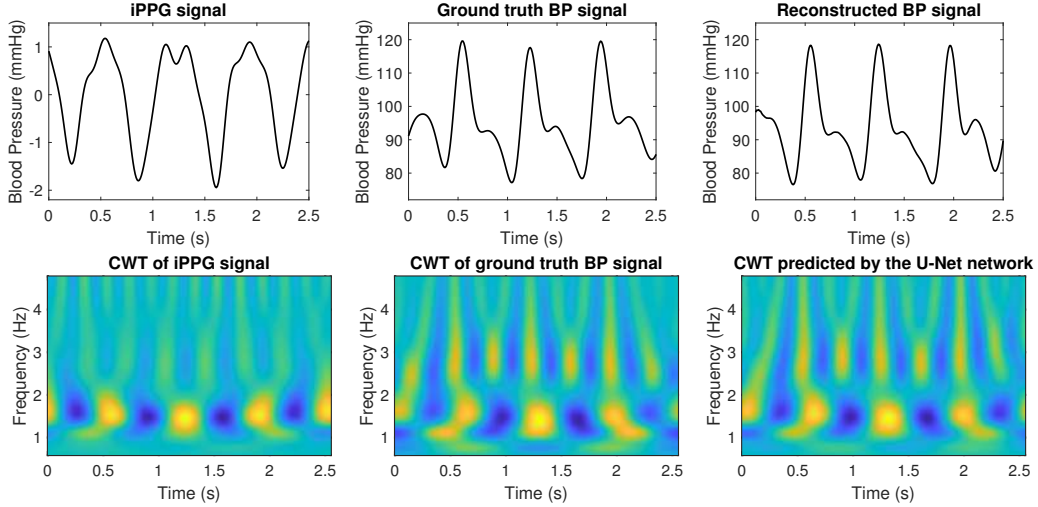 iPPG signal
Blood Pressure (mmHg)
1
0
-1
-2
0 0.5 1 1.5 2 2.5
Time (s)
Ground truth BP signal
Blood Pressure (mmHg)
120
110
100
90
80
0 0.5 1 1.5 2 2.5
Time (s)
Reconstructed BP signal
Blood Pressure (mmHg)
120
110
100
90
80
0 0.5 1 1.5 2 2.5
Time (s)
CWT of iPPG signal
Frequency (Hz)
4
3
2
1
0 0.5 1 1.5 2 2.5
Time (s)
CWT of ground truth BP signal
Frequency (Hz)
4
3
2
1
0 0.5 1 1.5 2 2.5
Time (s)
CWT predicted by the U-Net network
Frequency (Hz)
4
3
2
1
0 0.5 1 1.5 2 2.5
Time (s)